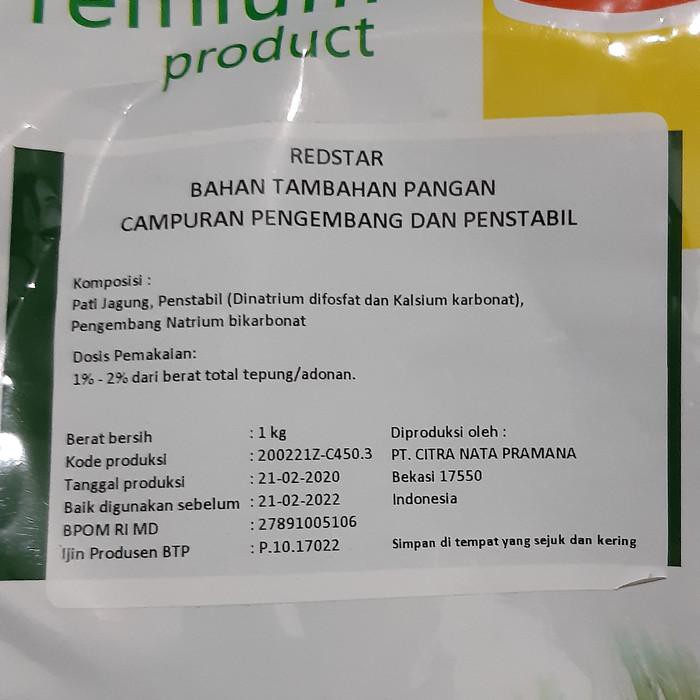 product
REDSTAR
BAHAN TAMBAHAN PANGAN
CAMPURAN PENGEMBANG DAN PENSTABIL
Komposisi :
Pati Jagung, Penstabil (Dinatrium difosfat dan Kalsium karbonat),
Pengembang Natrium bikarbonat
Dosis Pemakaian:
1% - 2% dari berat total tepung/adonan.
Berat bersih : 1 kg
Kode produksi : 200221Z-C450.3
Tanggal produksi : 21-02-2020
Baik digunakan sebelum : 21-02-2022
BPOM RI MD : 27891005106
Ijin Produsen BTP : P.10.17022
Diproduksi oleh :
PT. CITRA NATA PRAMANA
Bekasi 17550
Indonesia
Simpan di tempat yang sejuk dan kering